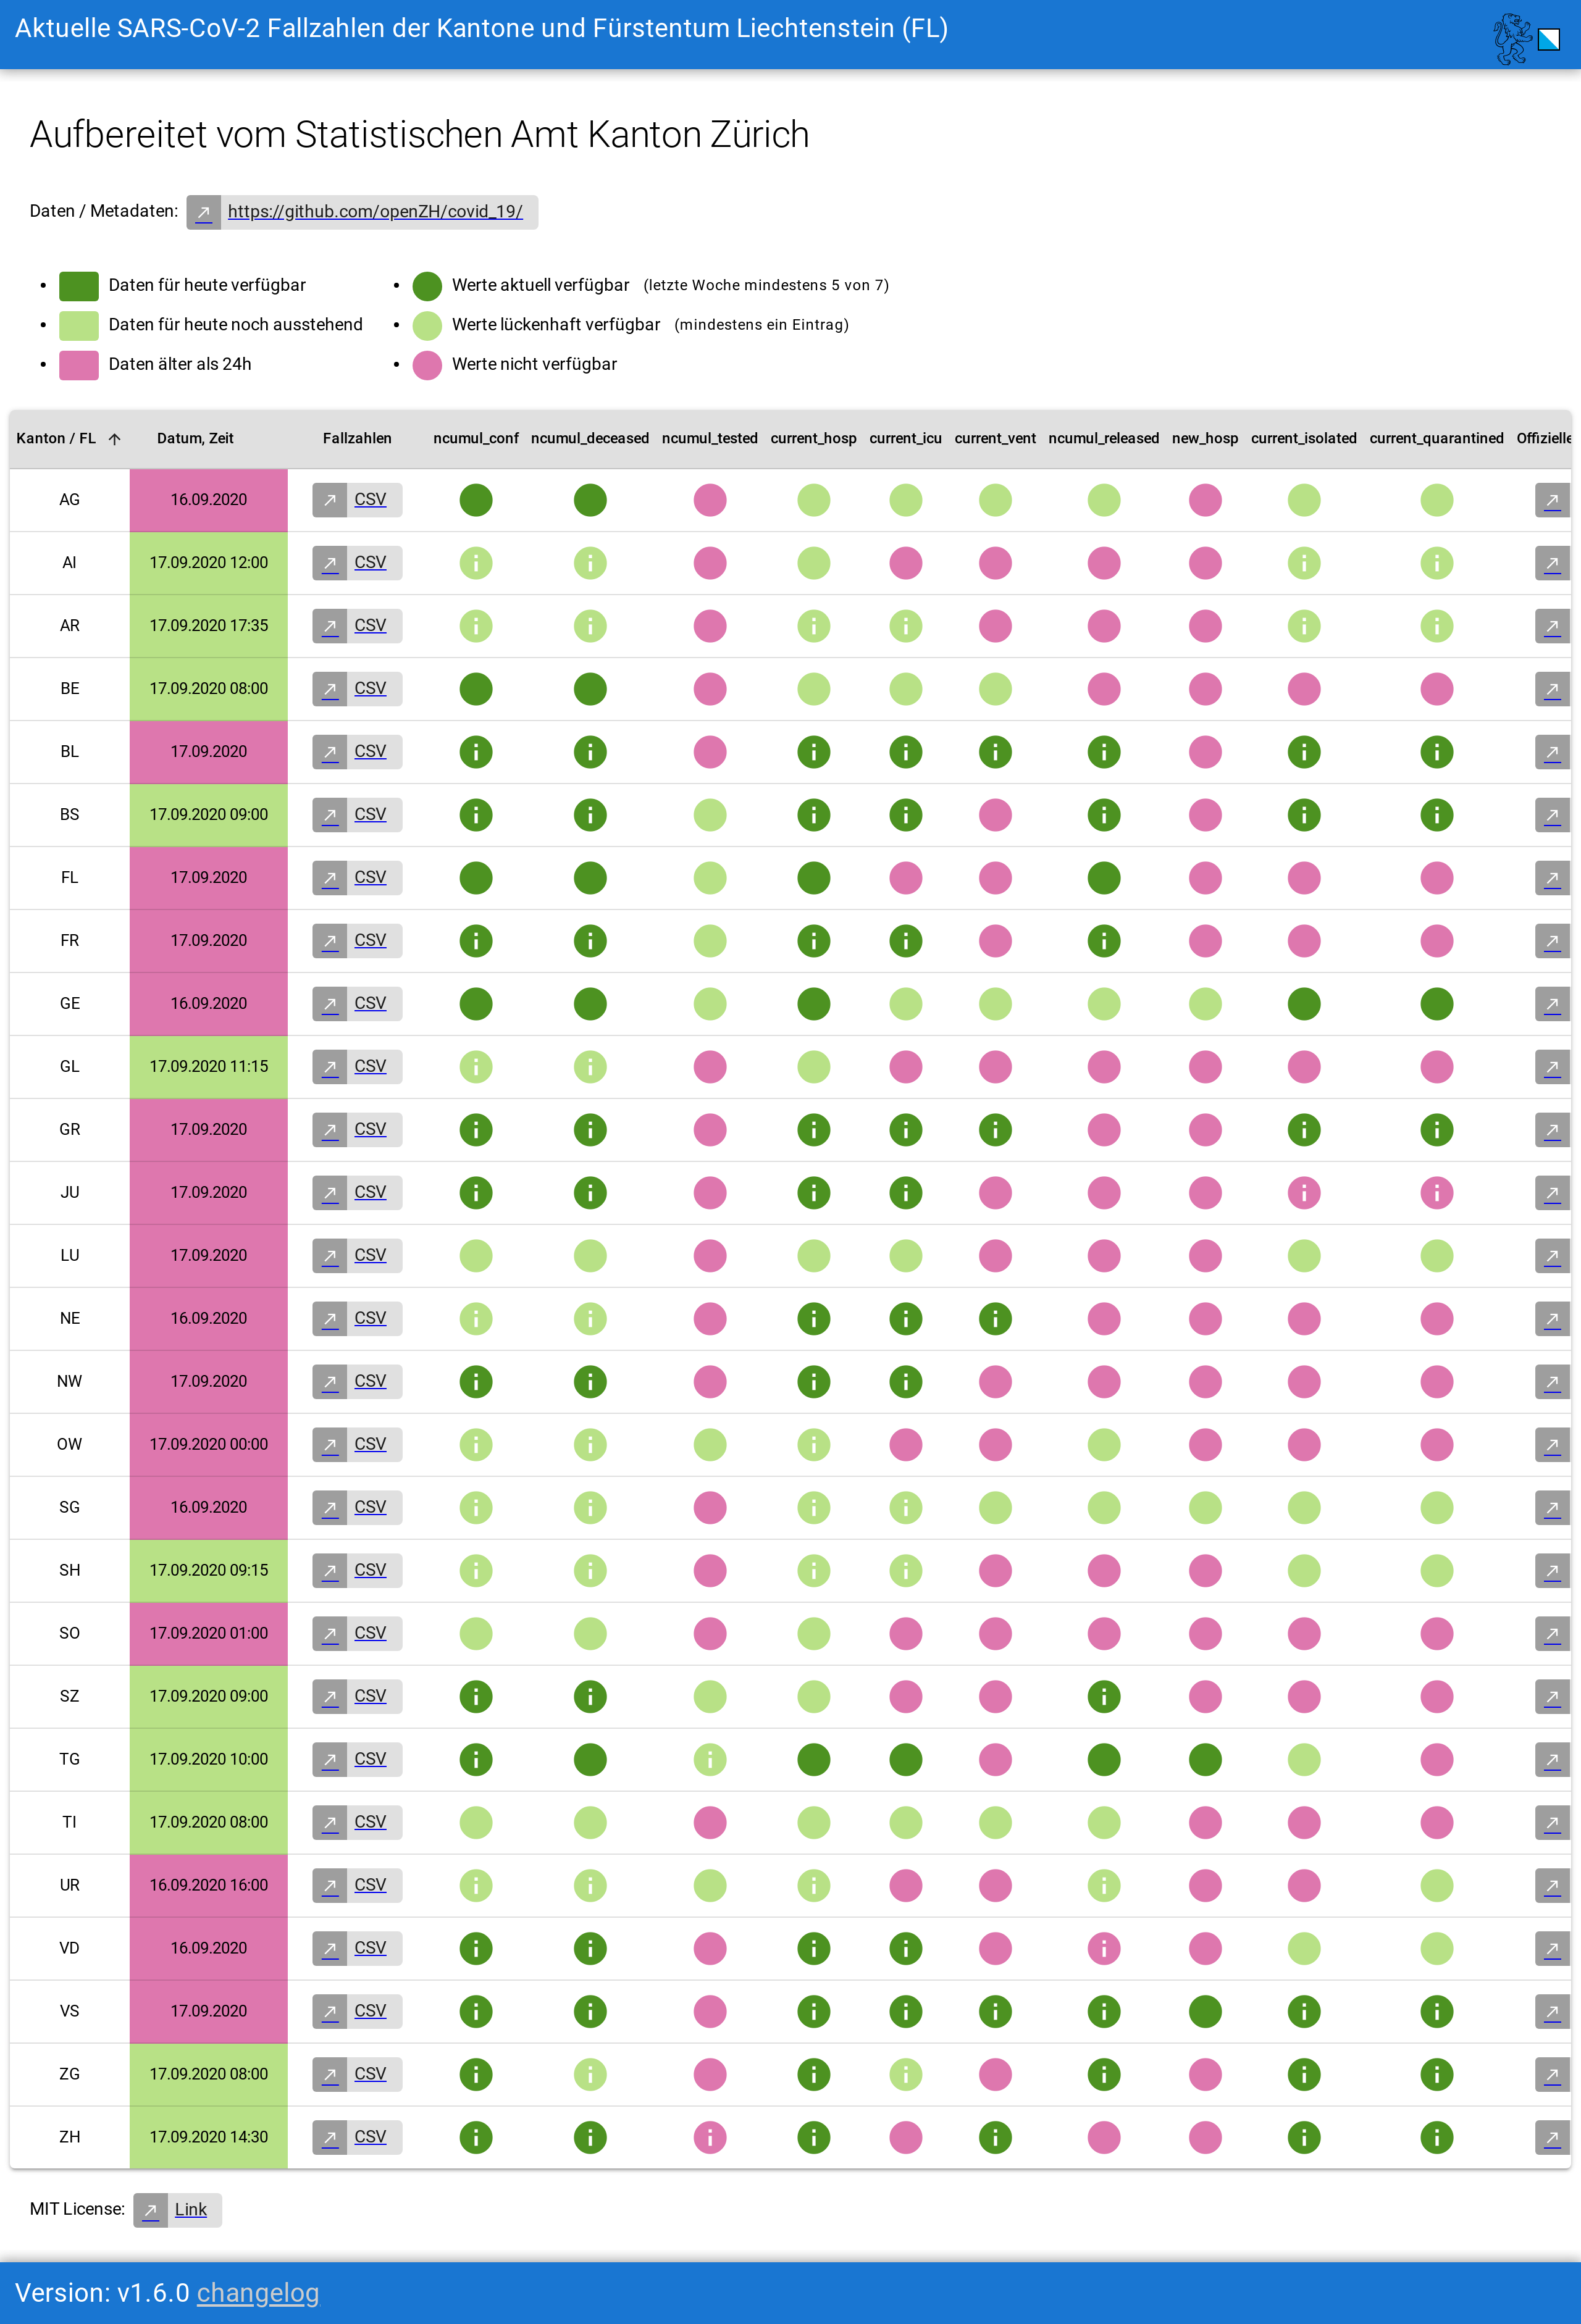 Aktuelle SARS-CoV-2 Fallzahlen der Kantone und Fürstentum Liechtenstein (FL)
Aufbereitet vom Statistischen Amt Kanton Zürich
Daten / Metadaten: https://github.com/openZH/covid_19/
Daten für heute verfügbar
Daten für heute noch ausstehend
Daten älter als 24h
Werte aktuell verfügbar (letzte Woche mindestens 5 von 7)
Werte lückenhaft verfügbar (mindestens ein Eintrag)
Werte nicht verfügbar
Kanton / FL Datum, Zeit Fallzahlen ncumul_conf ncumul_deceased ncumul_tested current_hosp current_icu current_vent ncumul_released new_hosp current_isolated current_quarantined Offizielle
AG 16.09.2020 CSV
AI 17.09.2020 12:00 CSV
AR 17.09.2020 17:35 CSV
BE 17.09.2020 08:00 CSV
BL 17.09.2020 CSV
BS 17.09.2020 09:00 CSV
FL 17.09.2020 CSV
FR 17.09.2020 CSV
GE 16.09.2020 CSV
GL 17.09.2020 11:15 CSV
GR 17.09.2020 CSV
JU 17.09.2020 CSV
LU 17.09.2020 CSV
NE 16.09.2020 CSV
NW 17.09.2020 CSV
OW 17.09.2020 00:00 CSV
SG 16.09.2020 CSV
SH 17.09.2020 09:15 CSV
SO 17.09.2020 01:00 CSV
SZ 17.09.2020 09:00 CSV
TG 17.09.2020 10:00 CSV
TI 17.09.2020 08:00 CSV
UR 16.09.2020 16:00 CSV
VD 16.09.2020 CSV
VS 17.09.2020 CSV
ZG 17.09.2020 08:00 CSV
ZH 17.09.2020 14:30 CSV
MIT License: Link
Version: v1.6.0 changelog